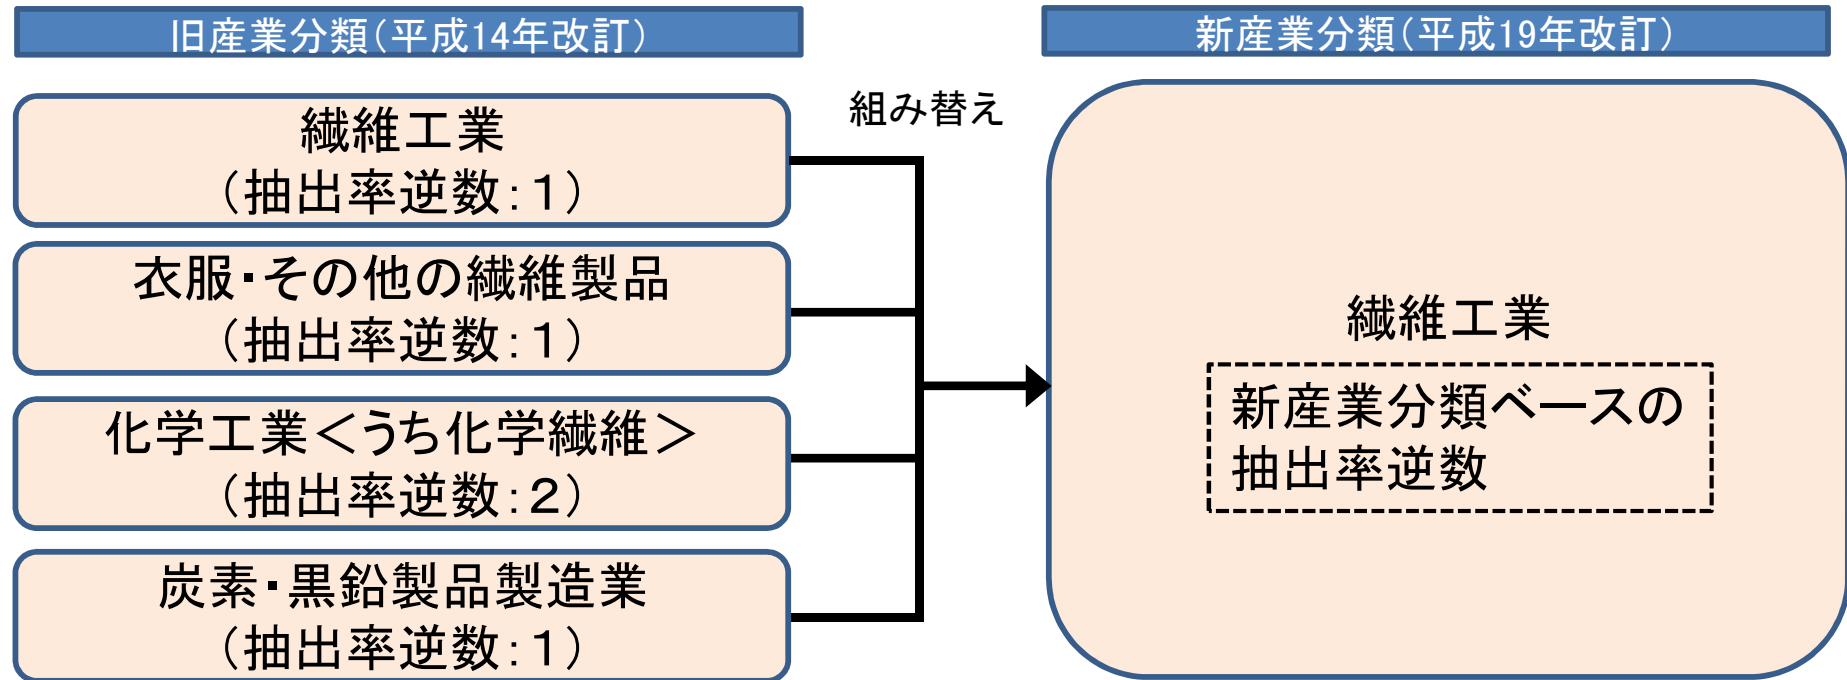 旧産業分類(平成14年改訂)
新産業分類(平成19年改訂)
組み替え
繊維工業
(抽出率逆数:1)
衣服・その他の繊維製品
(抽出率逆数:1)
化学工業<うち化学繊維>
(抽出率逆数:2)
炭素・黒鉛製品製造業
(抽出率逆数:1)
繊維工業
新産業分類ベースの
抽出率逆数